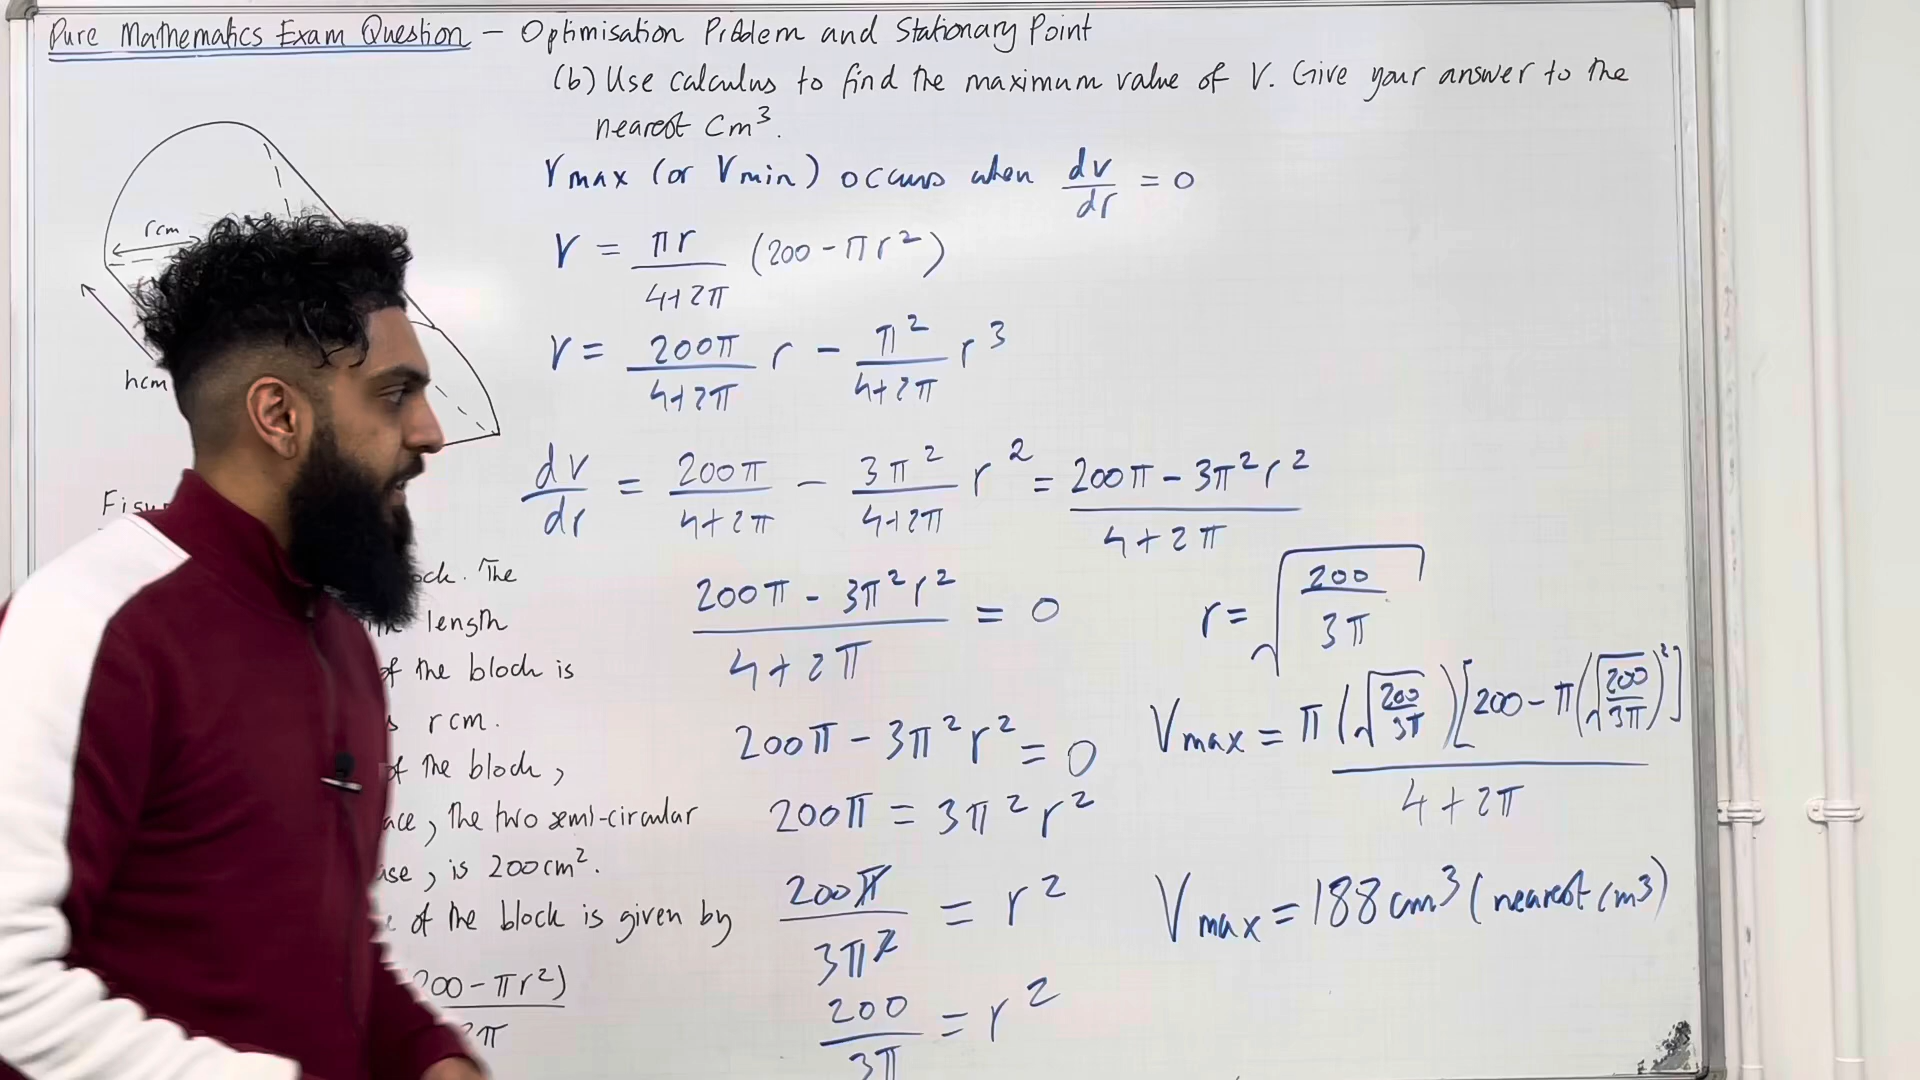 Pure Mathematics Exam Question – Optimisation Problem and Stationary Point
(b) Use calculus to find the maximum value of V. Give your answer to the
nearest cm³.
Vmax (or Vmin) occurs when dv/dr = 0
V = πr/(4+2π) (200 - πr²)
V = 200π/(4+2π) r - π²/(4+2π) r³
dv/dr = 200π/(4+2π) - 3π²/(4+2π) r² = (200π - 3π²r²)/(4+2π)
(200π - 3π²r²)/(4+2π) = 0
200π - 3π²r² = 0
200π = 3π²r²
200π/3π² = r²
200/3π = r²
r = √(200/3π)
Vmax = π(√(200/3π))[200 - π(√(200/3π))²]/(4+2π)
Vmax = 188 cm³ (nearest cm³)
r cm
h cm
The
length
of the block is
r cm.
of the block,
the two semi-circular
is 200cm².
of the block is given by
200 - πr²)
2π